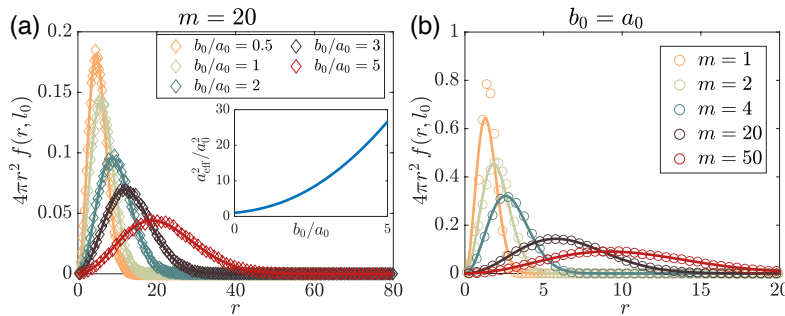 (a)
m = 20
b₀/a₀ = 0.5
b₀/a₀ = 3
b₀/a₀ = 1
b₀/a₀ = 5
b₀/a₀ = 2
4πr² f(r, l₀)
0.2
0.15
0.1
0.05
0
0
20
40
60
80
r
a²_eff/a²₀
30
20
10
0
0
5
b₀/a₀
(b)
b₀ = a₀
m = 1
m = 2
m = 4
m = 20
m = 50
4πr² f(r, l₀)
1
0.8
0.6
0.4
0.2
0
0
5
10
15
20
r